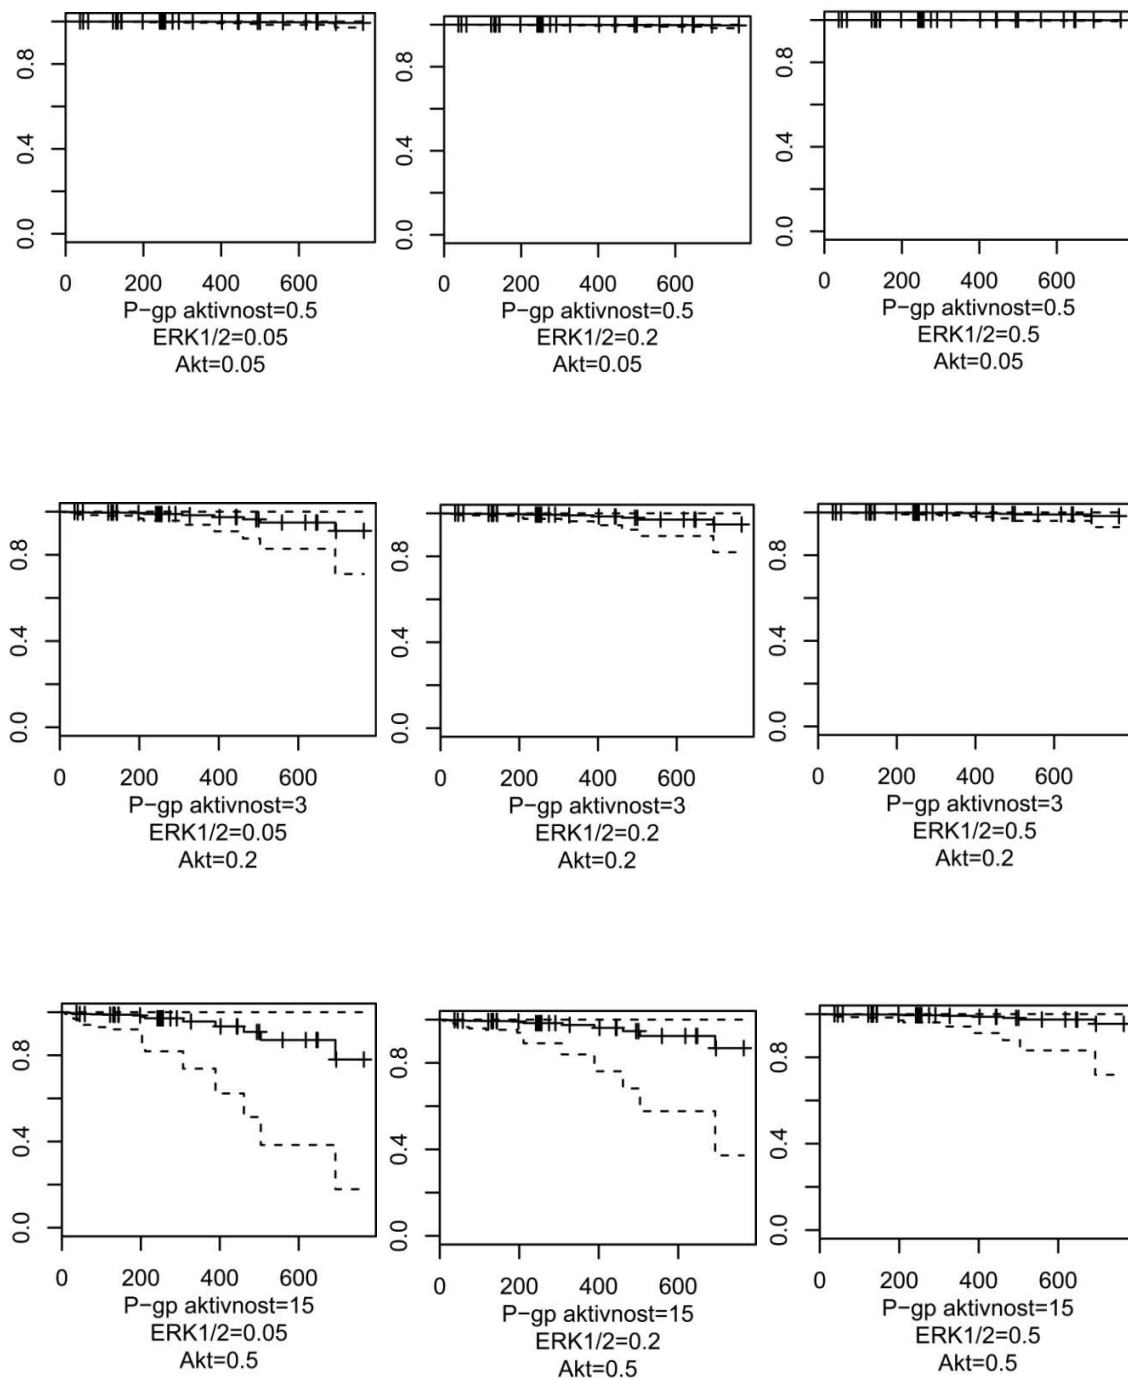 0.8
0.4
0.0
0 200 400 600
P-gp aktivnost=0.5
ERK1/2=0.05
Akt=0.05
0.8
0.4
0.0
0 200 400 600
P-gp aktivnost=0.5
ERK1/2=0.2
Akt=0.05
0.8
0.4
0.0
0 200 400 600
P-gp aktivnost=0.5
ERK1/2=0.5
Akt=0.05
0.8
0.4
0.0
0 200 400 600
P-gp aktivnost=3
ERK1/2=0.05
Akt=0.2
0.8
0.4
0.0
0 200 400 600
P-gp aktivnost=3
ERK1/2=0.2
Akt=0.2
0.8
0.4
0.0
0 200 400 600
P-gp aktivnost=3
ERK1/2=0.5
Akt=0.2
0.8
0.4
0.0
0 200 400 600
P-gp aktivnost=15
ERK1/2=0.05
Akt=0.5
0.8
0.4
0.0
0 200 400 600
P-gp aktivnost=15
ERK1/2=0.2
Akt=0.5
0.8
0.4
0.0
0 200 400 600
P-gp aktivnost=15
ERK1/2=0.5
Akt=0.5